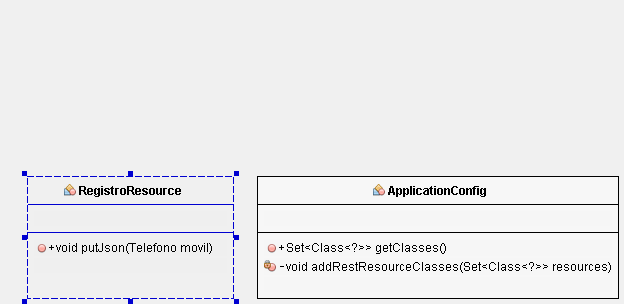 RegistroResource
+void putJson(Telefono movil)
ApplicationConfig
+Set<Class<?>> getClasses()
-void addRestResourceClasses(Set<Class<?>> resources)